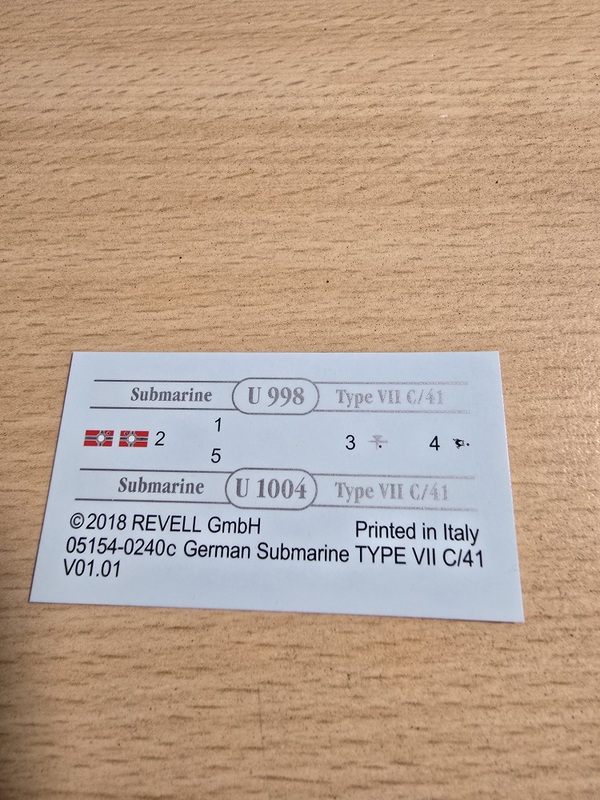 Submarine U 998 Type VII C/41
1
2 3 4
5
Submarine U 1004 Type VII C/41
©2018 REVELL GmbH Printed in Italy
05154-0240c German Submarine TYPE VII C/41
V01.01